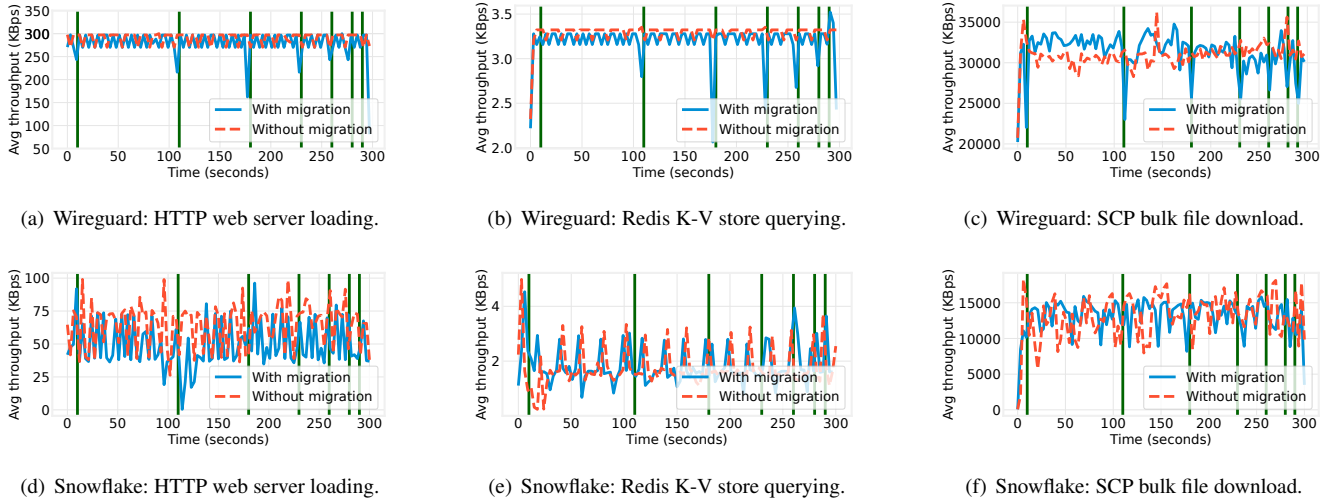 350
300
250
200
150
100
50
Avg throughput (KBps)
0 50 100 150 200 250 300
Time (seconds)
With migration
Without migration
(a) Wireguard: HTTP web server loading.
3.5
3.0
2.5
2.0
Avg throughput (KBps)
0 50 100 150 200 250 300
Time (seconds)
With migration
Without migration
(b) Wireguard: Redis K-V store querying.
35000
30000
25000
20000
Avg throughput (KBps)
0 50 100 150 200 250 300
Time (seconds)
With migration
Without migration
(c) Wireguard: SCP bulk file download.
100
75
50
25
0
Avg throughput (KBps)
0 50 100 150 200 250 300
Time (seconds)
With migration
Without migration
(d) Snowflake: HTTP web server loading.
4
2
Avg throughput (KBps)
0 50 100 150 200 250 300
Time (seconds)
With migration
Without migration
(e) Snowflake: Redis K-V store querying.
15000
10000
5000
0
Avg throughput (KBps)
0 50 100 150 200 250 300
Time (seconds)
With migration
Without migration
(f) Snowflake: SCP bulk file download.